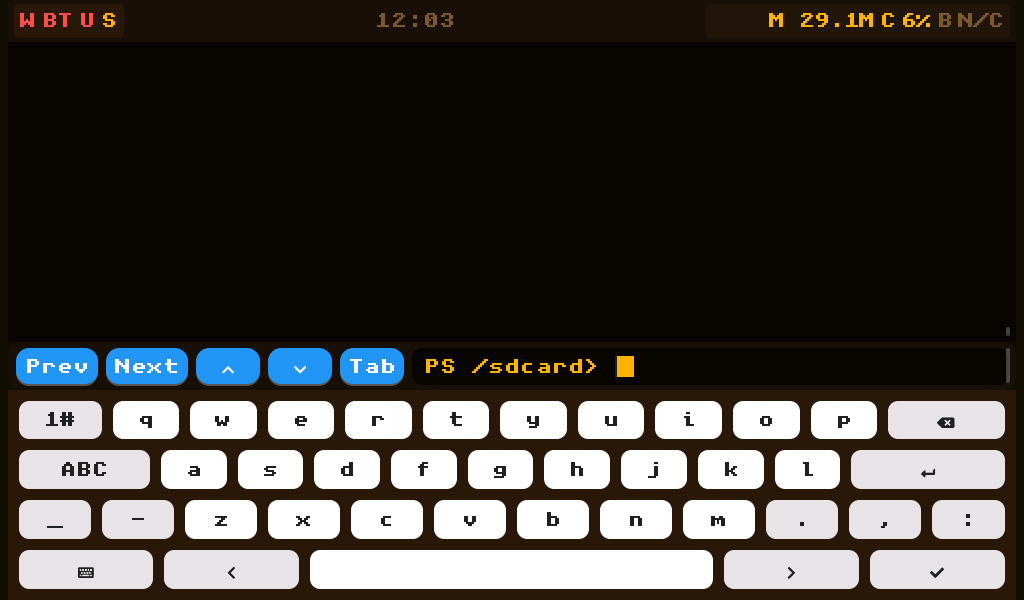 W BT U S 12:03 M 29.1M C 6% B N/C
Prev Next Tab PS /sdcard>
1# q w e r t y u i o p
ABC a s d f g h j k l
_ - z x c v b n m . , :